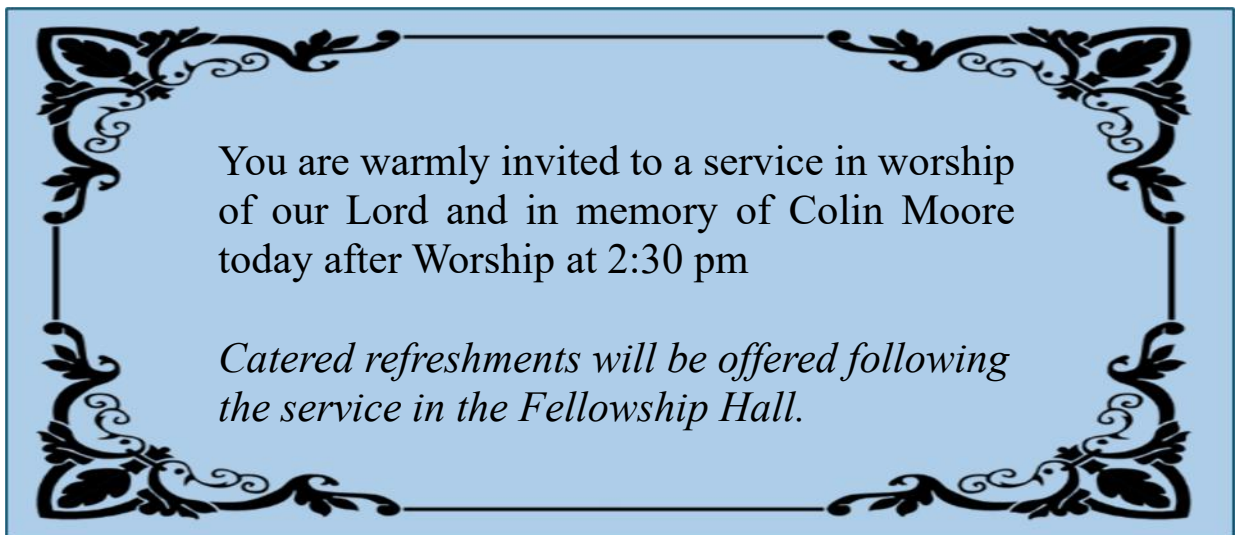 You are warmly invited to a service in worship
of our Lord and in memory of Colin Moore
today after Worship at 2:30 pm
Catered refreshments will be offered following
the service in the Fellowship Hall.